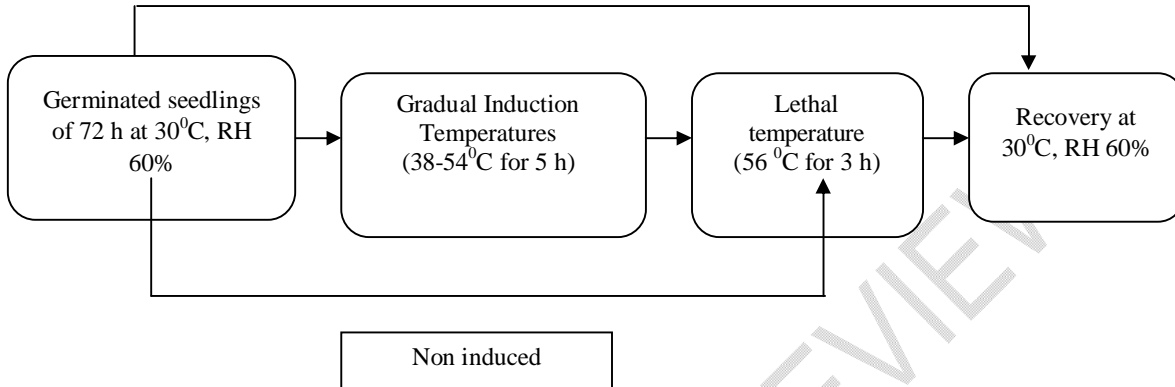 Germinated seedlings
of 72 h at 30⁰C, RH
60%
Gradual Induction
Temperatures
(38-54⁰C for 5 h)
Lethal
temperature
(56 ⁰C for 3 h)
Recovery at
30⁰C, RH 60%
Non induced